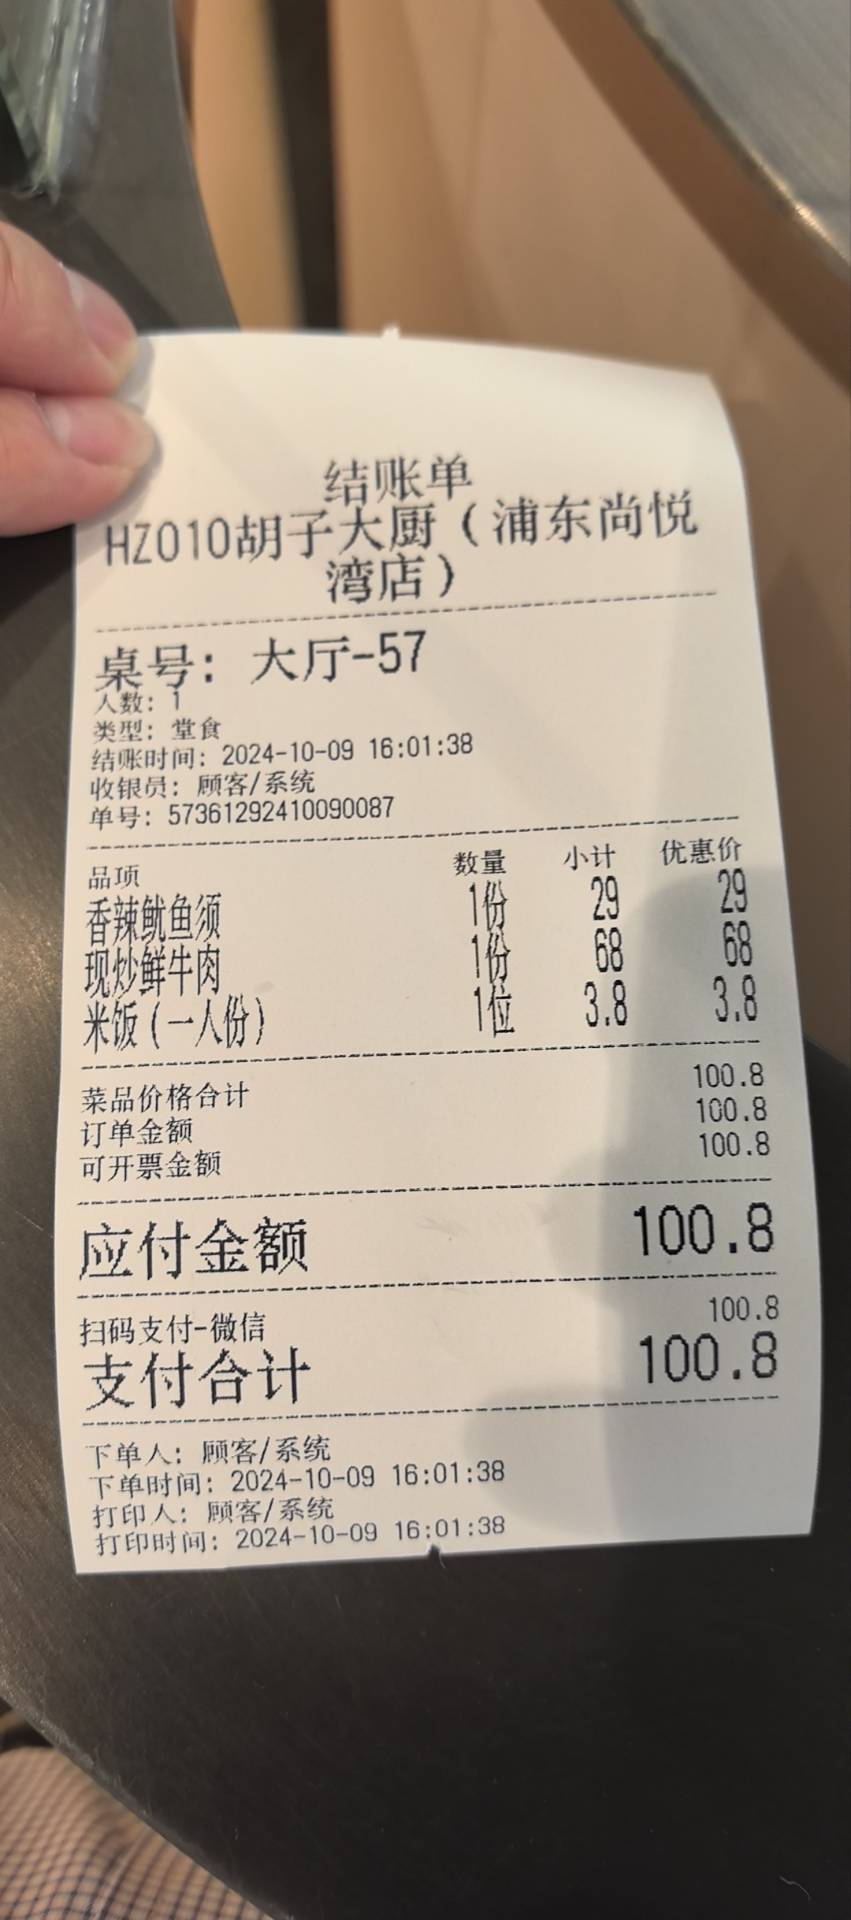 结账单
HZ010胡子大厨(浦东尚悦
湾店)
桌号: 大厅-57
人数: 1
类型: 堂食
结账时间: 2024-10-09 16:01:38
收银员: 顾客/系统
单号: 57361292410090087
品项 数量 小计 优惠价
香辣鱿鱼须 1份 29 29
现炒鲜牛肉 1份 68 68
米饭(一人份) 1位 3.8 3.8
菜品价格合计 100.8
订单金额 100.8
可开票金额 100.8
应付金额 100.8
扫码支付-微信 100.8
支付合计 100.8
下单人: 顾客/系统
下单时间: 2024-10-09 16:01:38
打印人: 顾客/系统
打印时间: 2024-10-09 16:01:38